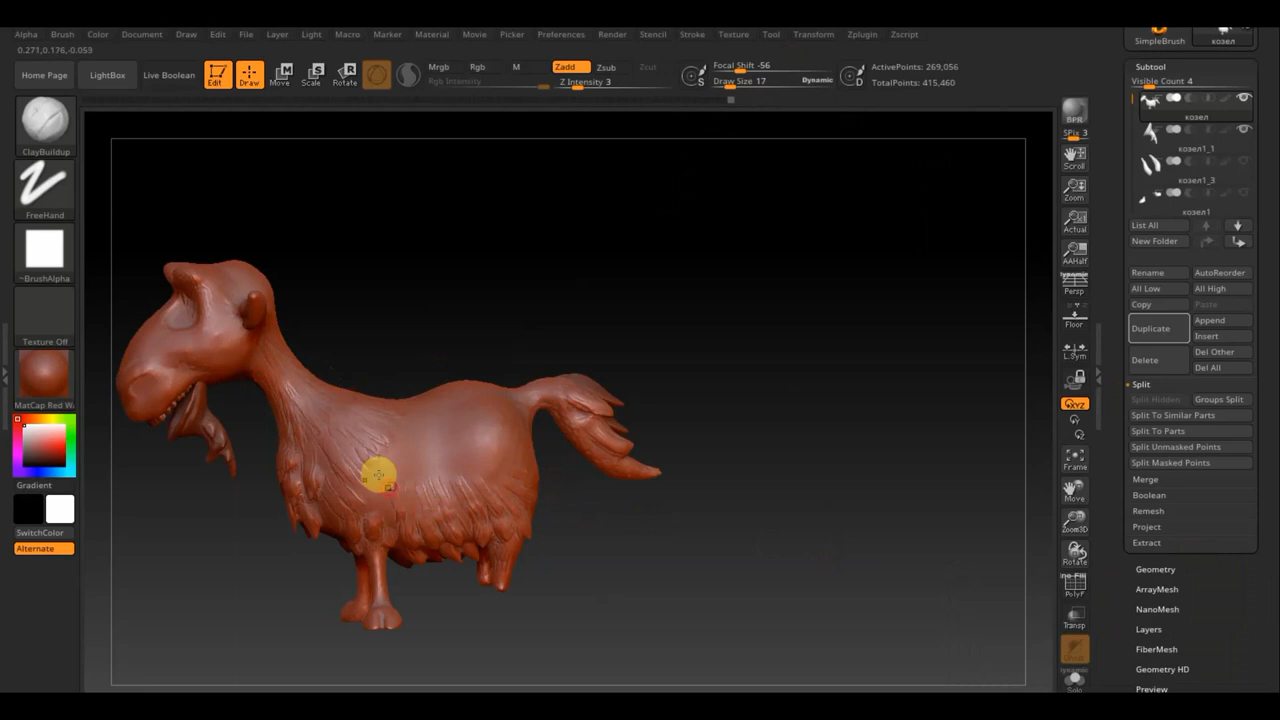 Alpha Brush Color Document Draw Edit File Layer Light Macro Marker Material Movie Picker Preferences Render Stencil Stroke Texture Tool Transform Zplugin Zscript
0.271,0.176,-0.059
Home Page
LightBox
Live Boolean
Edit
Draw
Move
Scale
Rotate
Mrgb Rgb M
Rgb Intensity
Zadd Zsub Zcut
Z Intensity 3
S
Focal Shift -56
Draw Size 17 Dynamic
D
ActivePoints: 269,056
TotalPoints: 415,460
ClayBuildup
FreeHand
~BrushAlpha
Texture Off
MatCap Red W
Gradient
SwitchColor
Alternate
BPR
SPix 3
Scroll
Zoom
Actual
AAHalf
Dynamic
Persp
Floor
L.Sym
XYZ
Frame
Move
Zoom3D
Rotate
PolyF
Transp
Dynamic
Solo
SimpleBrush
козел
Subtool
Visible Count 4
козел
козел1_1
козел1_3
козел1
List All
New Folder
Rename AutoReorder
All Low All High
Copy Paste
Duplicate Append
Insert
Delete Del Other
Del All
Split
Split Hidden Groups Split
Split To Similar Parts
Split To Parts
Split Unmasked Points
Split Masked Points
Merge
Boolean
Remesh
Project
Extract
Geometry
ArrayMesh
NanoMesh
Layers
FiberMesh
Geometry HD
Preview